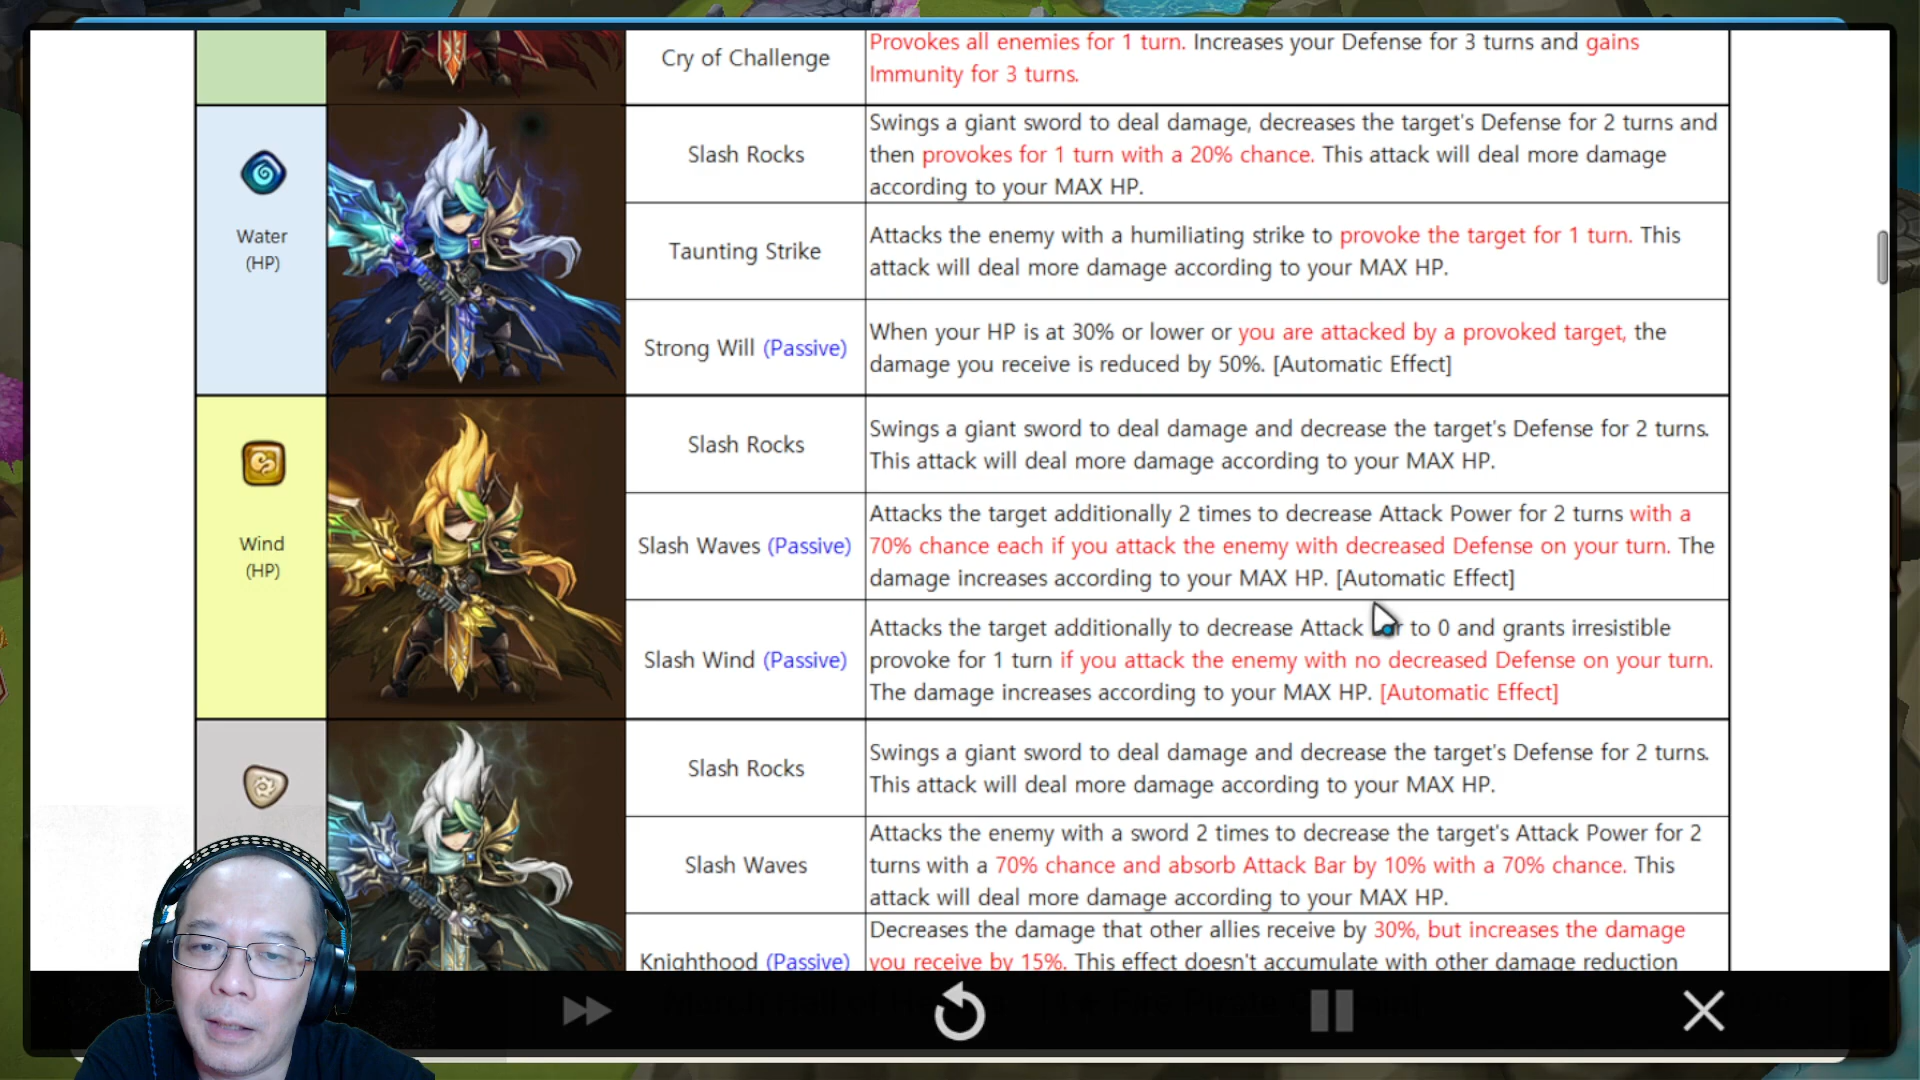 Cry of Challenge
Provokes all enemies for 1 turn. Increases your Defense for 3 turns and gains
Immunity for 3 turns.
Water
(HP)
Slash Rocks
Swings a giant sword to deal damage, decreases the target's Defense for 2 turns and
then provokes for 1 turn with a 20% chance. This attack will deal more damage
according to your MAX HP.
Taunting Strike
Attacks the enemy with a humiliating strike to provoke the target for 1 turn. This
attack will deal more damage according to your MAX HP.
Strong Will (Passive)
When your HP is at 30% or lower or you are attacked by a provoked target, the
damage you receive is reduced by 50%. [Automatic Effect]
Wind
(HP)
Slash Rocks
Swings a giant sword to deal damage and decrease the target's Defense for 2 turns.
This attack will deal more damage according to your MAX HP.
Slash Waves (Passive)
Attacks the target additionally 2 times to decrease Attack Power for 2 turns with a
70% chance each if you attack the enemy with decreased Defense on your turn. The
damage increases according to your MAX HP. [Automatic Effect]
Slash Wind (Passive)
Attacks the target additionally to decrease Attack to 0 and grants irresistible
provoke for 1 turn if you attack the enemy with no decreased Defense on your turn.
The damage increases according to your MAX HP. [Automatic Effect]
Slash Rocks
Swings a giant sword to deal damage and decrease the target's Defense for 2 turns.
This attack will deal more damage according to your MAX HP.
Slash Waves
Attacks the enemy with a sword 2 times to decrease the target's Attack Power for 2
turns with a 70% chance and absorb Attack Bar by 10% with a 70% chance. This
attack will deal more damage according to your MAX HP.
Knighthood (Passive)
Decreases the damage that other allies receive by 30%, but increases the damage
you receive by 15%. This effect doesn't accumulate with other damage reduction